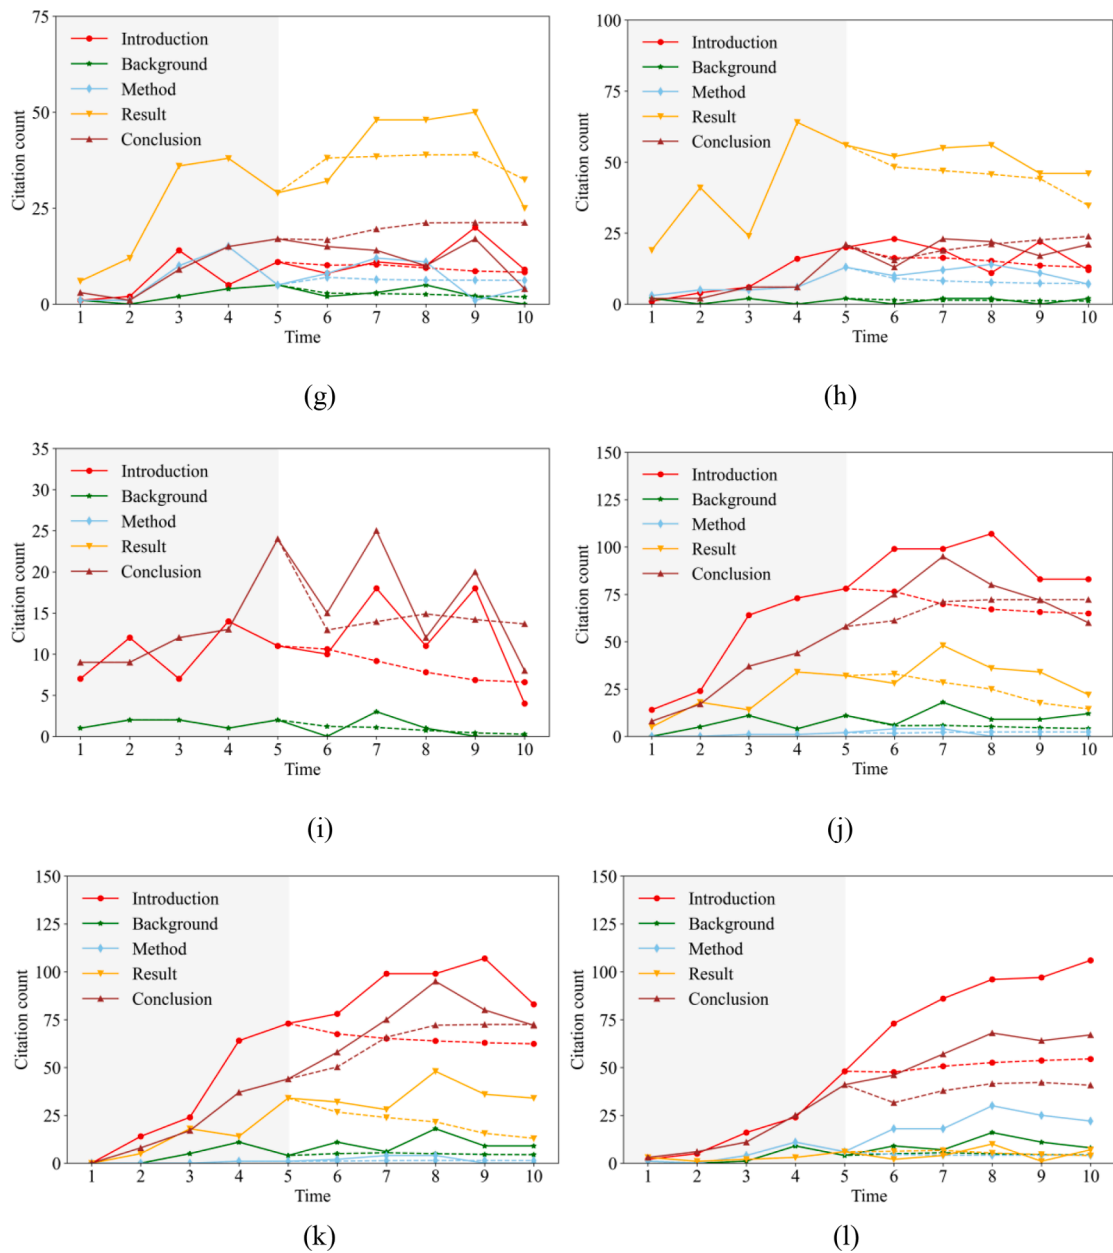 75
50
25
0
Citation count
Introduction
Background
Method
Result
Conclusion
1 2 3 4 5 6 7 8 9 10
Time
(g)
100
75
50
25
0
Citation count
Introduction
Background
Method
Result
Conclusion
1 2 3 4 5 6 7 8 9 10
Time
(h)
35
30
25
20
15
10
5
0
Citation count
Introduction
Background
Method
Result
Conclusion
1 2 3 4 5 6 7 8 9 10
Time
(i)
150
125
100
75
50
25
0
Citation count
Introduction
Background
Method
Result
Conclusion
1 2 3 4 5 6 7 8 9 10
Time
(j)
150
125
100
75
50
25
0
Citation count
Introduction
Background
Method
Result
Conclusion
1 2 3 4 5 6 7 8 9 10
Time
(k)
150
125
100
75
50
25
0
Citation count
Introduction
Background
Method
Result
Conclusion
1 2 3 4 5 6 7 8 9 10
Time
(l)